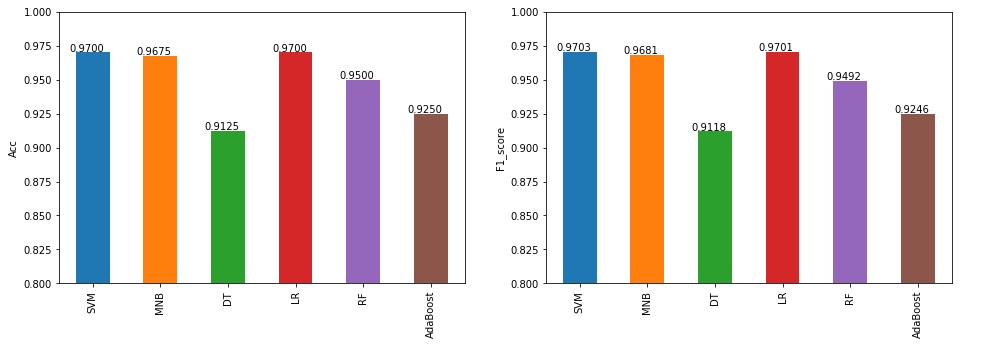 1.000
0.975
0.950
0.925
0.900
0.875
0.850
0.825
0.800
Acc
0.9700
0.9675
0.9125
0.9700
0.9500
0.9250
SVM
MNB
DT
LR
RF
AdaBoost
1.000
0.975
0.950
0.925
0.900
0.875
0.850
0.825
0.800
F1_score
0.9703
0.9681
0.9118
0.9701
0.9492
0.9246
SVM
MNB
DT
LR
RF
AdaBoost